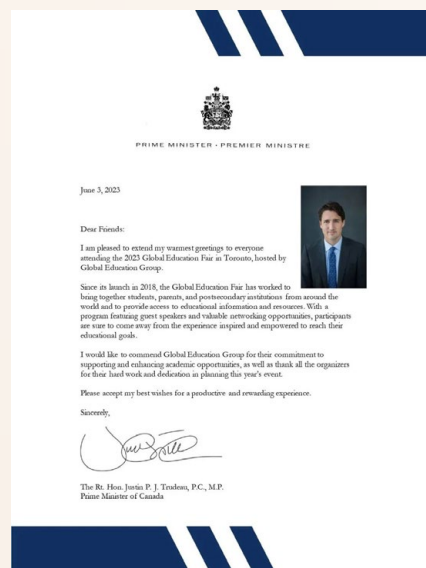 PRIME MINISTER · PREMIER MINISTRE
June 3, 2023
Dear Friends:
I am pleased to extend my warmest greetings to everyone
attending the 2023 Global Education Fair in Toronto, hosted by
Global Education Group.
Since its launch in 2018, the Global Education Fair has worked to
bring together students, parents, and postsecondary institutions from around the
world and to provide access to educational information and resources. With a
program featuring guest speakers and valuable networking opportunities, participants
are sure to come away from the experience inspired and empowered to reach their
educational goals.
I would like to commend Global Education Group for their commitment to
supporting and enhancing academic opportunities, as well as thank all the organizers
for their hard work and dedication in planning this year's event.
Please accept my best wishes for a productive and rewarding experience.
Sincerely,
The Rt. Hon. Justin P. J. Trudeau, P.C., M.P.
Prime Minister of Canada